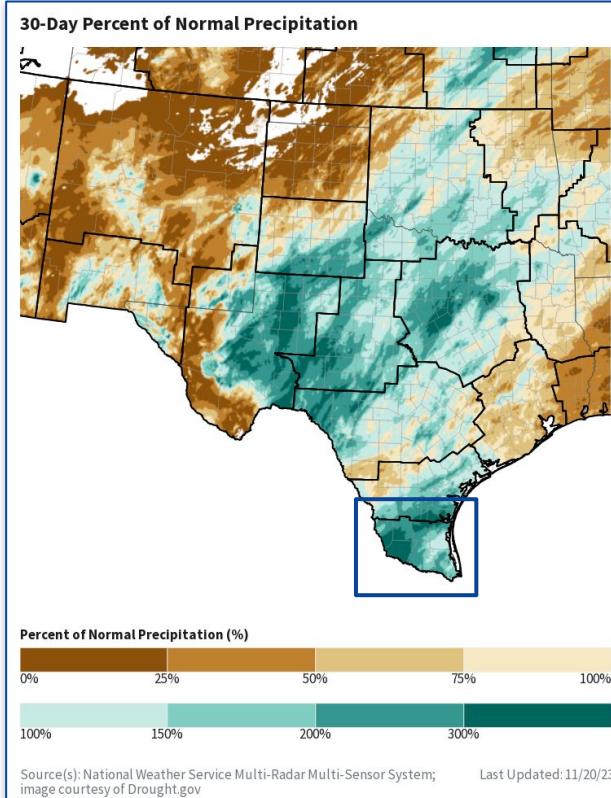 30-Day Percent of Normal Precipitation
Percent of Normal Precipitation (%)
0% 25% 50% 75% 100%
100% 150% 200% 300%
Source(s): National Weather Service Multi-Radar Multi-Sensor System; Last Updated: 11/20/23
image courtesy of Drought.gov